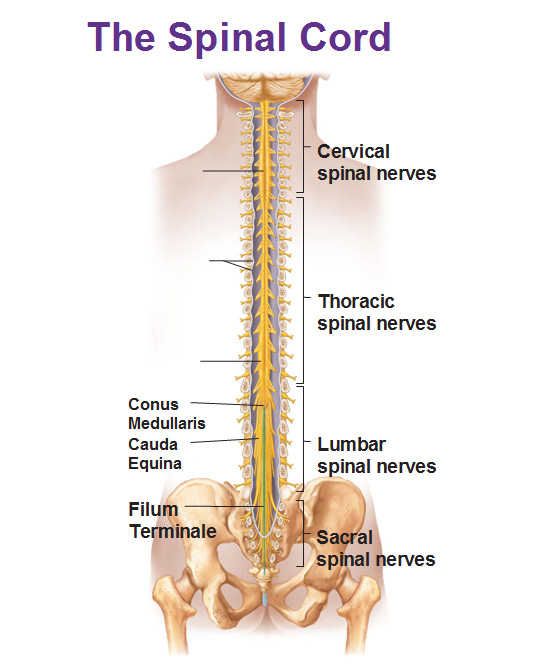 The Spinal Cord
Cervical
spinal nerves
Thoracic
spinal nerves
Conus
Medullaris
Cauda
Equina
Lumbar
spinal nerves
Filum
Terminale
Sacral
spinal nerves